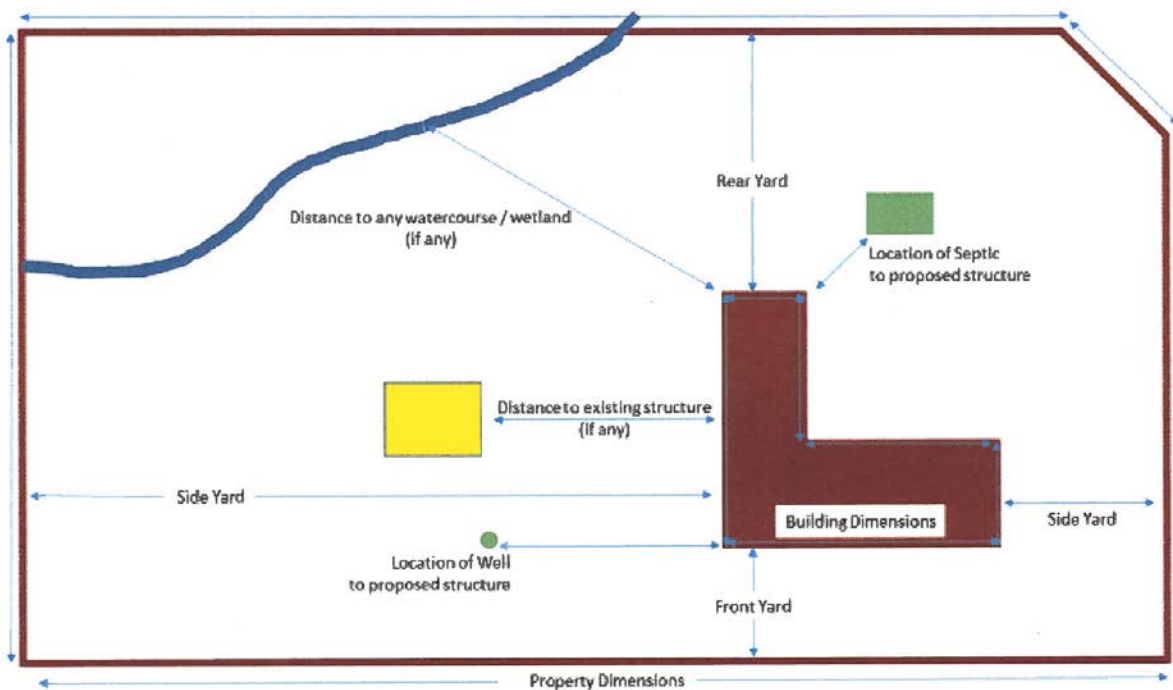 Rear Yard
Distance to any watercourse / wetland
(if any)
Location of Septic
to proposed structure
Distance to existing structure
(if any)
Side Yard
Building Dimensions
Side Yard
Location of Well
to proposed structure
Front Yard
Property Dimensions